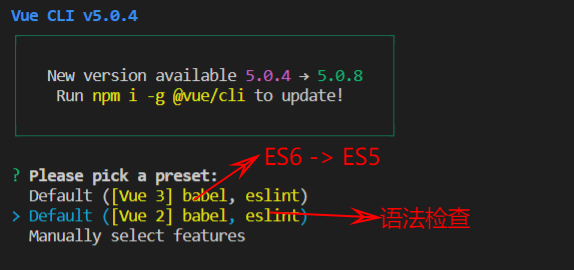 Vue CLI v5.0.4
New version available 5.0.4 → 5.0.8
Run npm i -g @vue/cli to update!
ES6 -> ES5
? Please pick a preset:
Default ([Vue 3] babel, eslint)
> Default ([Vue 2] babel, eslint)
语法检查
Manually select features